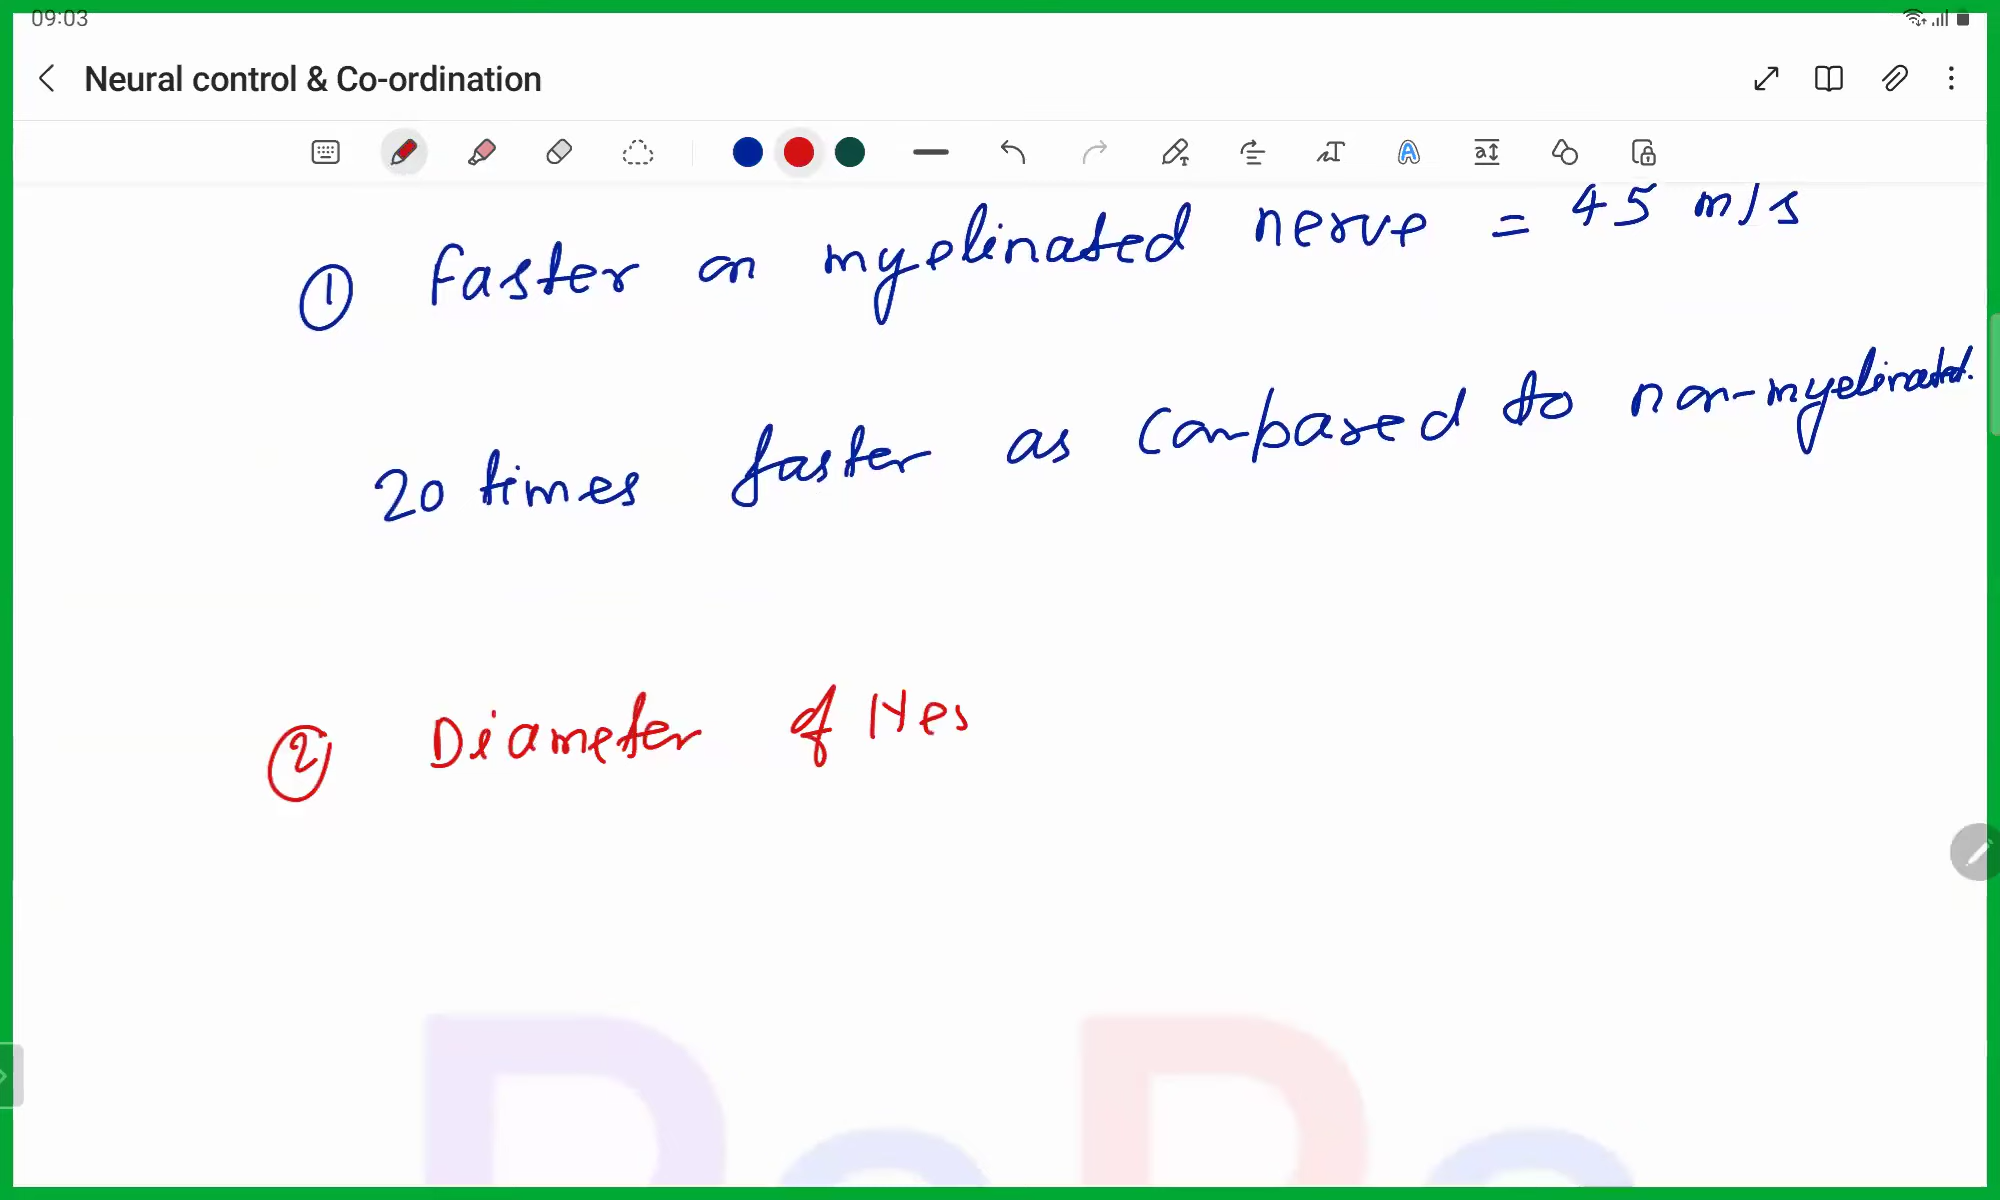 09:03
Neural control & Co-ordination
① Faster on myelinated nerve = 45 m/s
20 times faster as compared to non-myelinated.
② Diameter of Nes